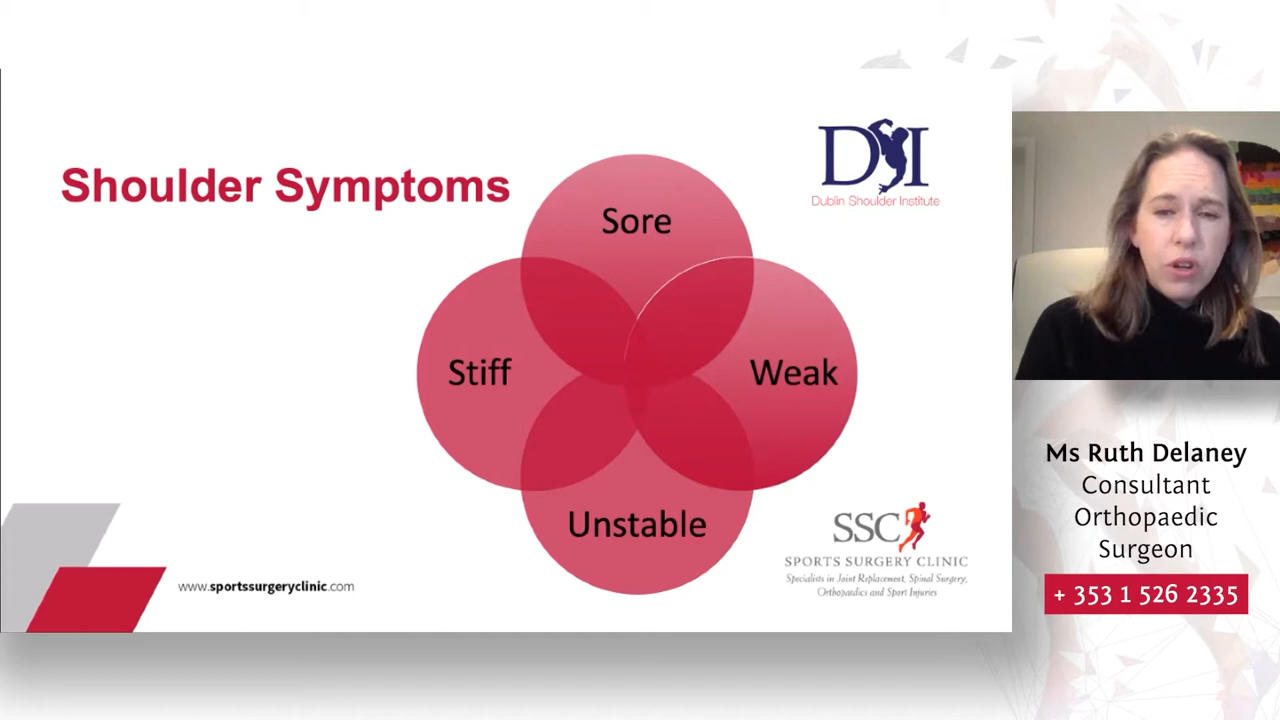 Shoulder Symptoms
DSI
Dublin Shoulder Institute
Sore
Stiff
Weak
Unstable
www.sportssurgeryclinic.com
SSC
SPORTS SURGERY CLINIC
Specialists in Joint Replacement, Spinal Surgery,
Orthopaedics and Sport Injuries
Ms Ruth Delaney
Consultant
Orthopaedic
Surgeon
+ 353 1 526 2335